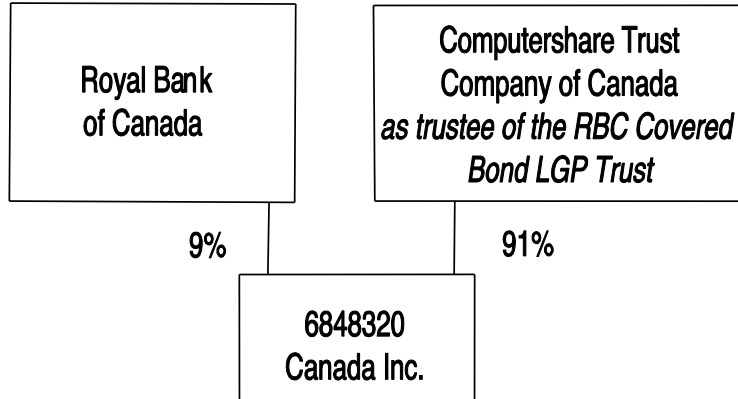 Royal Bank
of Canada
Computershare Trust
Company of Canada
as trustee of the RBC Covered
Bond LGP Trust
9%
91%
6848320
Canada Inc.